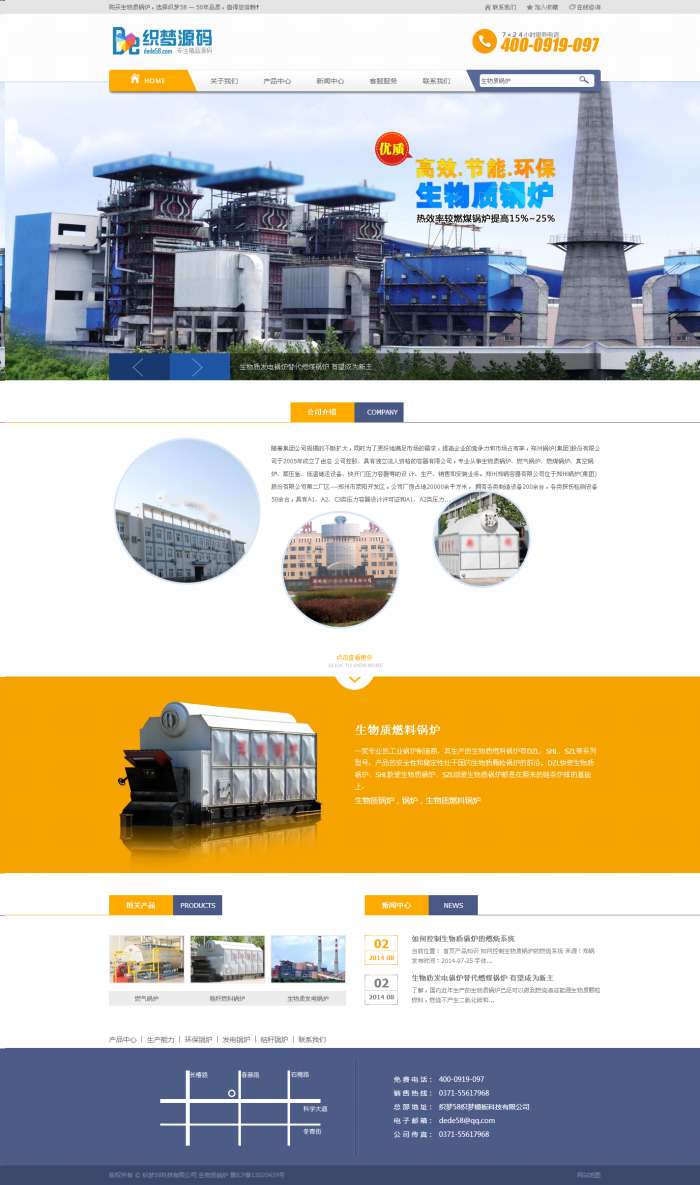 购买生物质锅炉，选择织梦58 — 50年品质，值得您信赖！
联系我们 加入收藏 在线咨询
织梦源码
dede58.com 专注精品源码
7×24小时服务电话
400-0919-097
HOME 关于我们 产品中心 新闻中心 客服服务 联系我们 生物质锅炉
优质
高效.节能.环保
生物质锅炉
热效率较燃煤锅炉提高15%~25%
生物质发电锅炉替代燃煤锅炉 有望成为新主
公司介绍 COMPANY
随着集团公司规模的不断扩大，同时为了更好地满足市场的需求，提高企业的竞争力和市场占有率，郑州锅炉(集团)股份有限公
司于2005年成立了由总 公司控股、具有独立法人资格的容器有限公司，专业从事生物质锅炉、燃气锅炉、燃煤锅炉、真空锅
炉、蒸压釜、低温储运设备、快开门压力容器等的设 计、生产、销售和安装业务。郑州郑锅容器有限公司位于郑州锅炉(集团)
股份有限公司第二厂区---郑州市荥阳开发区，公司厂房占地20000余平方米， 拥有各类制造设备200余台，各类探伤检测设备
50余台，具有A1、A2、C3类压力容器设计许可证和A1、A2类压力...
点击查看更多
CLICK TO VIEW MORE
生物质燃料锅炉
一家专业的工业锅炉制造商，其生产的生物质燃料锅炉有DZL、SHL、SZL等系列
型号，产品的安全性和稳定性处于国内生物质颗粒锅炉的前沿。 DZL快装生物质
锅炉、SHL散装生物质锅炉、SZL组装生物质锅炉都是在原来的链条炉排的基础
上，
生物质锅炉，锅炉，生物质燃料锅炉
相关产品 PRODUCTS
燃气锅炉 秸秆燃料锅炉 生物质发电锅炉
新闻中心 NEWS
02
2014 08
如何控制生物质锅炉的燃烧系统
当前位置： 首页产品知识 如何控制生物质锅炉的燃烧系统 来源：郑锅
发布时间：2014-07-25 字体...
02
2014 08
生物质发电锅炉替代燃煤锅炉 有望成为新主
了解，国内近年生产的生物质锅炉已经可以做到燃烧直接能源生物质颗粒
燃料，燃烧不产生二氧化硫和...
产品中心 | 生产能力 | 环保锅炉 | 发电锅炉 | 秸秆锅炉 | 联系我们
长椿路 春藤路 石楠路
科学大道
冬青街
免费电话： 400-0919-097
销售热线： 0371-55617968
总部地址： 织梦58织梦模板科技有限公司
电子邮箱： dede58@qq.com
公司传真： 0371-55617968
版权所有 © 织梦58科技有限公司 生物质锅炉 豫ICP备13020439号
网站地图